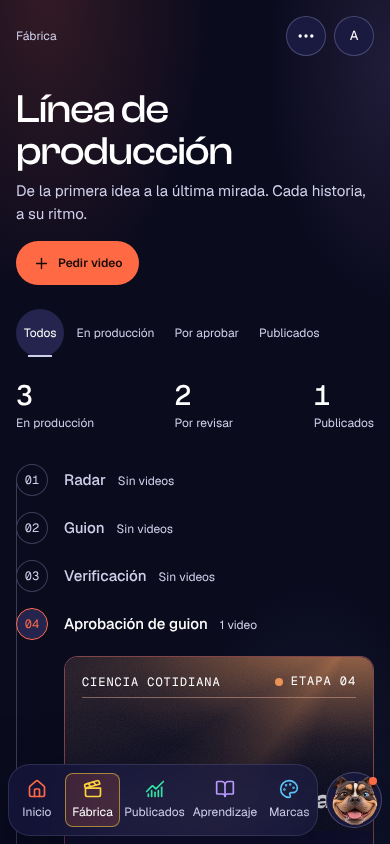 Fábrica
A
Línea de
producción
De la primera idea a la última mirada. Cada historia,
a su ritmo.
+ Pedir video
Todos En producción Por aprobar Publicados
3 2 1
En producción Por revisar Publicados
01 Radar Sin videos
02 Guion Sin videos
03 Verificación Sin videos
04 Aprobación de guion 1 video
CIENCIA COTIDIANA ETAPA 04
Inicio Fábrica Publicados Aprendizaje Marcas